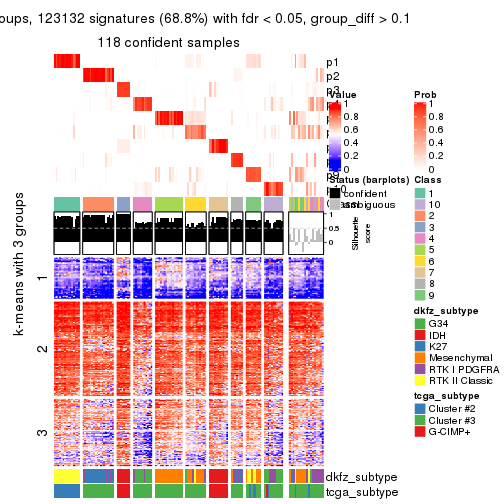 oups, 123132 signatures (68.8%) with fdr < 0.05, group_diff > 0.1
118 confident samples
p1
p2
p3
Value
1
0.8
0.6
0.4
0.2
0
Prob
1
0.8
0.6
0.4
0.2
0
Status (barplots)
Confident
Ambiguous
Class
1
10
2
3
4
5
6
7
8
9
1
0.5
0
Silhouette
score
k-means with 3 groups
1
2
3
dkfz_subtype
G34
IDH
K27
Mesenchymal
RTK I PDGFRA
RTK II Classic
tcga_subtype
Cluster #2
Cluster #3
G-CIMP+
dkfz_subtype
tcga_subtype